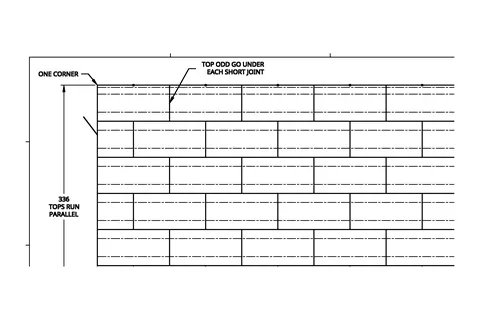 TOP ODD GO UNDER
EACH SHORT JOINT
ONE CORNER
336
TOPS RUN
PARALLEL